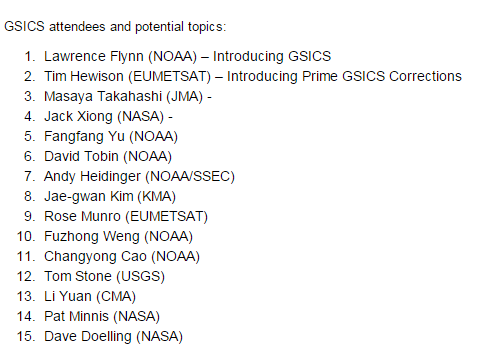 GSICS attendees and potential topics:
1. Lawrence Flynn (NOAA) – Introducing GSICS
2. Tim Hewison (EUMETSAT) – Introducing Prime GSICS Corrections
3. Masaya Takahashi (JMA) -
4. Jack Xiong (NASA) -
5. Fangfang Yu (NOAA)
6. David Tobin (NOAA)
7. Andy Heidinger (NOAA/SSEC)
8. Jae-gwan Kim (KMA)
9. Rose Munro (EUMETSAT)
10. Fuzhong Weng (NOAA)
11. Changyong Cao (NOAA)
12. Tom Stone (USGS)
13. Li Yuan (CMA)
14. Pat Minnis (NASA)
15. Dave Doelling (NASA)